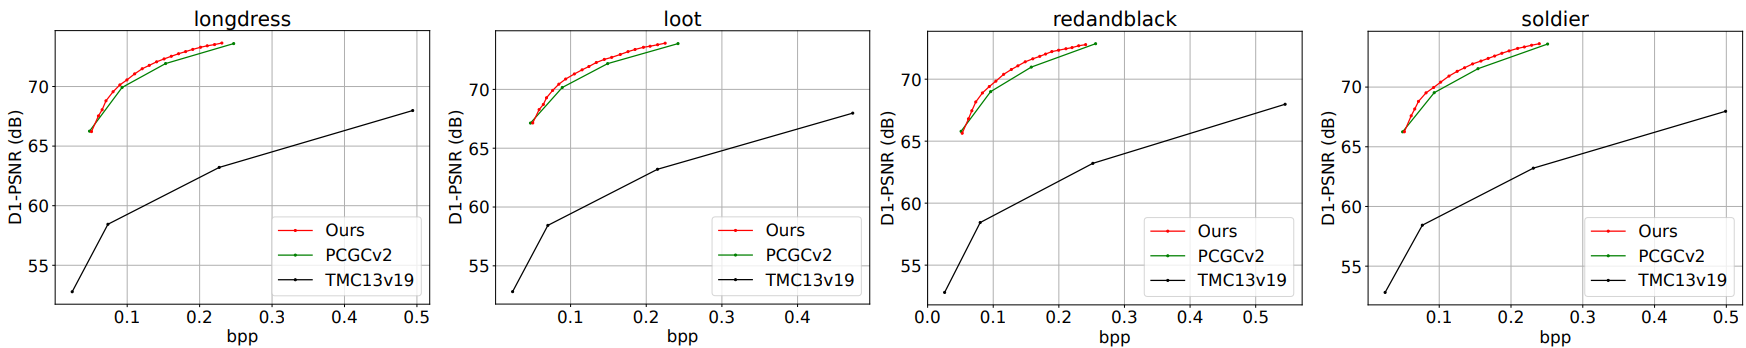 longdress
D1-PSNR (dB)
70
65
60
55
0.1 0.2 0.3 0.4 0.5
bpp
Ours
PCGCv2
TMC13v19
loot
D1-PSNR (dB)
70
65
60
55
0.1 0.2 0.3 0.4
bpp
Ours
PCGCv2
TMC13v19
redandblack
D1-PSNR (dB)
70
65
60
55
0.0 0.1 0.2 0.3 0.4 0.5
bpp
Ours
PCGCv2
TMC13v19
soldier
D1-PSNR (dB)
70
65
60
55
0.1 0.2 0.3 0.4 0.5
bpp
Ours
PCGCv2
TMC13v19